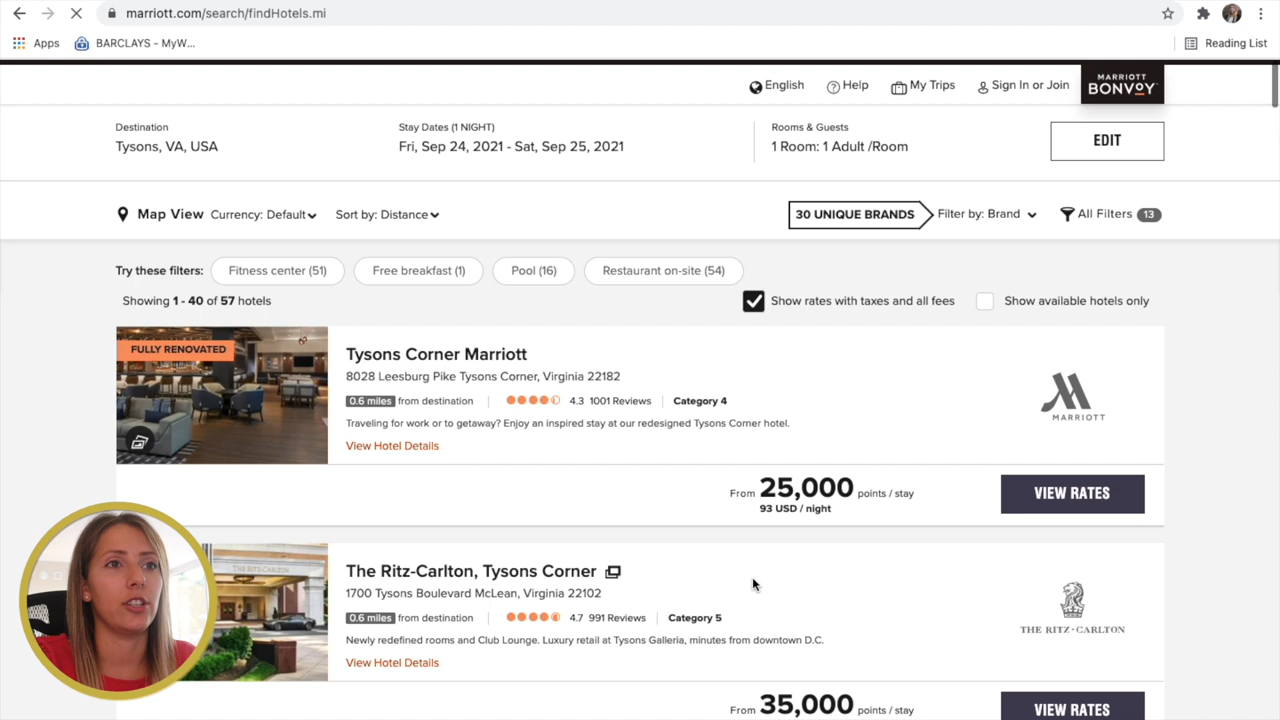 marriott.com/search/findHotels.mi
Apps BARCLAYS - MyW... Reading List
English Help My Trips Sign In or Join MARRIOTT BONVOY
Destination Stay Dates (1 NIGHT) Rooms & Guests
Tysons, VA, USA Fri, Sep 24, 2021 - Sat, Sep 25, 2021 1 Room: 1 Adult /Room EDIT
Map View Currency: Default Sort by: Distance 30 UNIQUE BRANDS Filter by: Brand All Filters 13
Try these filters: Fitness center (51) Free breakfast (1) Pool (16) Restaurant on-site (54)
Showing 1 - 40 of 57 hotels Show rates with taxes and all fees Show available hotels only
FULLY RENOVATED
Tysons Corner Marriott
8028 Leesburg Pike Tysons Corner, Virginia 22182
0.6 miles from destination 4.3 1001 Reviews Category 4
MARRIOTT
Traveling for work or to getaway? Enjoy an inspired stay at our redesigned Tysons Corner hotel.
View Hotel Details
From 25,000 points / stay VIEW RATES
93 USD / night
The Ritz-Carlton, Tysons Corner
1700 Tysons Boulevard McLean, Virginia 22102
0.6 miles from destination 4.7 991 Reviews Category 5
THE RITZ-CARLTON
Newly redefined rooms and Club Lounge. Luxury retail at Tysons Galleria, minutes from downtown D.C.
View Hotel Details
From 35,000 points / stay VIEW RATES